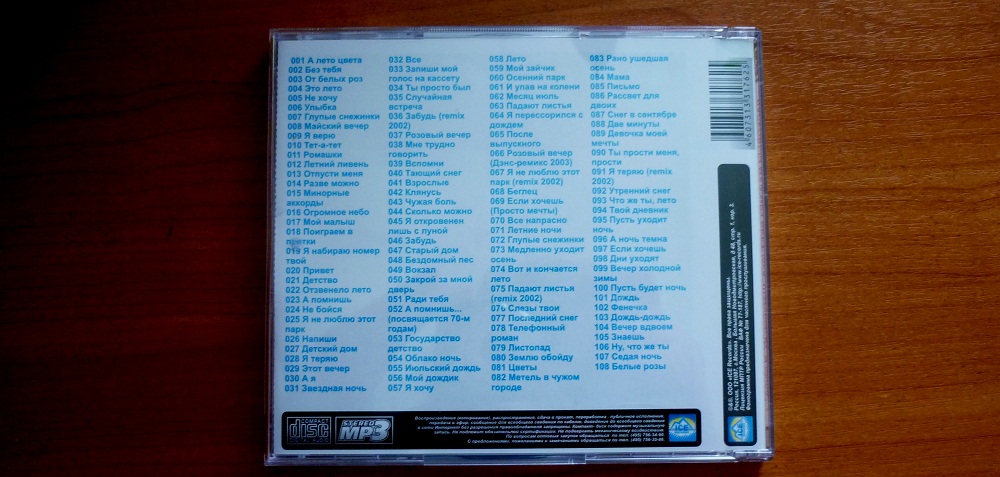 001 А лето цвета
002 Без тебя
003 От белых роз
004 Это лето
005 Не хочу
006 Улыбка
007 Глупые снежинки
008 Майский вечер
009 Я верю
010 Тет-а-тет
011 Ромашки
012 Летний ливень
013 Отпусти меня
014 Разве можно
015 Минорные
аккорды
016 Огромное небо
017 Мой малыш
018 Поиграем в
прятки
019 Я набираю номер
твой
020 Привет
021 Детство
022 Отзвенело лето
023 А помнишь
024 Не бойся
025 Я не люблю этот
парк
026 Напиши
027 Детский дом
028 Я теряю
029 Этот вечер
030 А я
031 Звездная ночь
032 Все
033 Запиши мой
голос на кассету
034 Ты просто был
035 Случайная
встреча
036 Забудь (remix
2002)
037 Розовый вечер
038 Мне трудно
говорить
039 Вспомни
040 Тающий снег
041 Взрослые
042 Клянусь
043 Чужая боль
044 Сколько можно
045 Я откровенен
лишь с луной
046 Забудь
047 Старый дом
048 Бездомный пес
049 Вокзал
050 Закрой за мной
дверь
051 Ради тебя
052 А помнишь...
(посвящается 70-м
годам)
053 Государство
детство
054 Облако ночь
055 Июльский дождь
056 Мой дождик
057 Я хочу
058 Лето
059 Мой зайчик
060 Осенний парк
061 И упав на колени
062 Месяц июль
063 Падают листья
064 Я перессорился с
дождем
065 После
выпускного
066 Розовый вечер
(Дэнс-ремикс 2003)
067 Я не люблю этот
парк (remix 2002)
068 Беглец
069 Если хочешь
(Просто мечты)
070 Все напрасно
071 Летние ночи
072 Глупые снежинки
073 Медленно уходит
осень
074 Вот и кончается
лето
075 Падают листья
(remix 2002)
076 Слезы твои
077 Последний снег
078 Телефонный
роман
079 Листопад
080 Землю обойду
081 Цветы
082 Метель в чужом
городе
083 Рано ушедшая
осень
084 Мама
085 Письмо
086 Рассвет для
двоих
087 Снег в сентябре
088 Две минуты
089 Девочка моей
мечты
090 Ты прости меня,
прости
091 Я теряю (remix
2002)
092 Утренний снег
093 Что же ты, лето
094 Твой дневник
095 Пусть уходит
ночь
096 А ночь темна
097 Если хочешь
098 Дни уходит
099 Вечер холодной
зимы
100 Пусть будет ночь
101 Дождь
102 Фенечка
103 Дождь-дождь
104 Вечер вдвоем
105 Знаешь
106 Ну, что же ты
107 Седая ночь
108 Белые розы
4 607313 317625
COMPACT
disc
STEREO
MP3
ICE